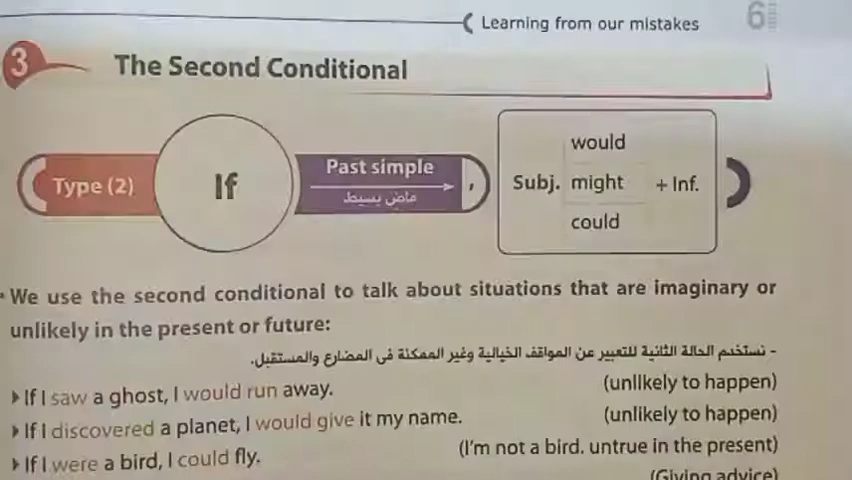 Learning from our mistakes 6
3 The Second Conditional
Type (2) If Past simple , Subj. would might could + Inf.
ماض بسيط
• We use the second conditional to talk about situations that are imaginary or
unlikely in the present or future:
- نستخدم الحالة الثانية للتعبير عن المواقف الخيالية وغير الممكنة فى المضارع والمستقبل.
If I saw a ghost, I would run away. (unlikely to happen)
If I discovered a planet, I would give it my name. (unlikely to happen)
If I were a bird, I could fly. (I'm not a bird. untrue in the present)
(Giving advice)